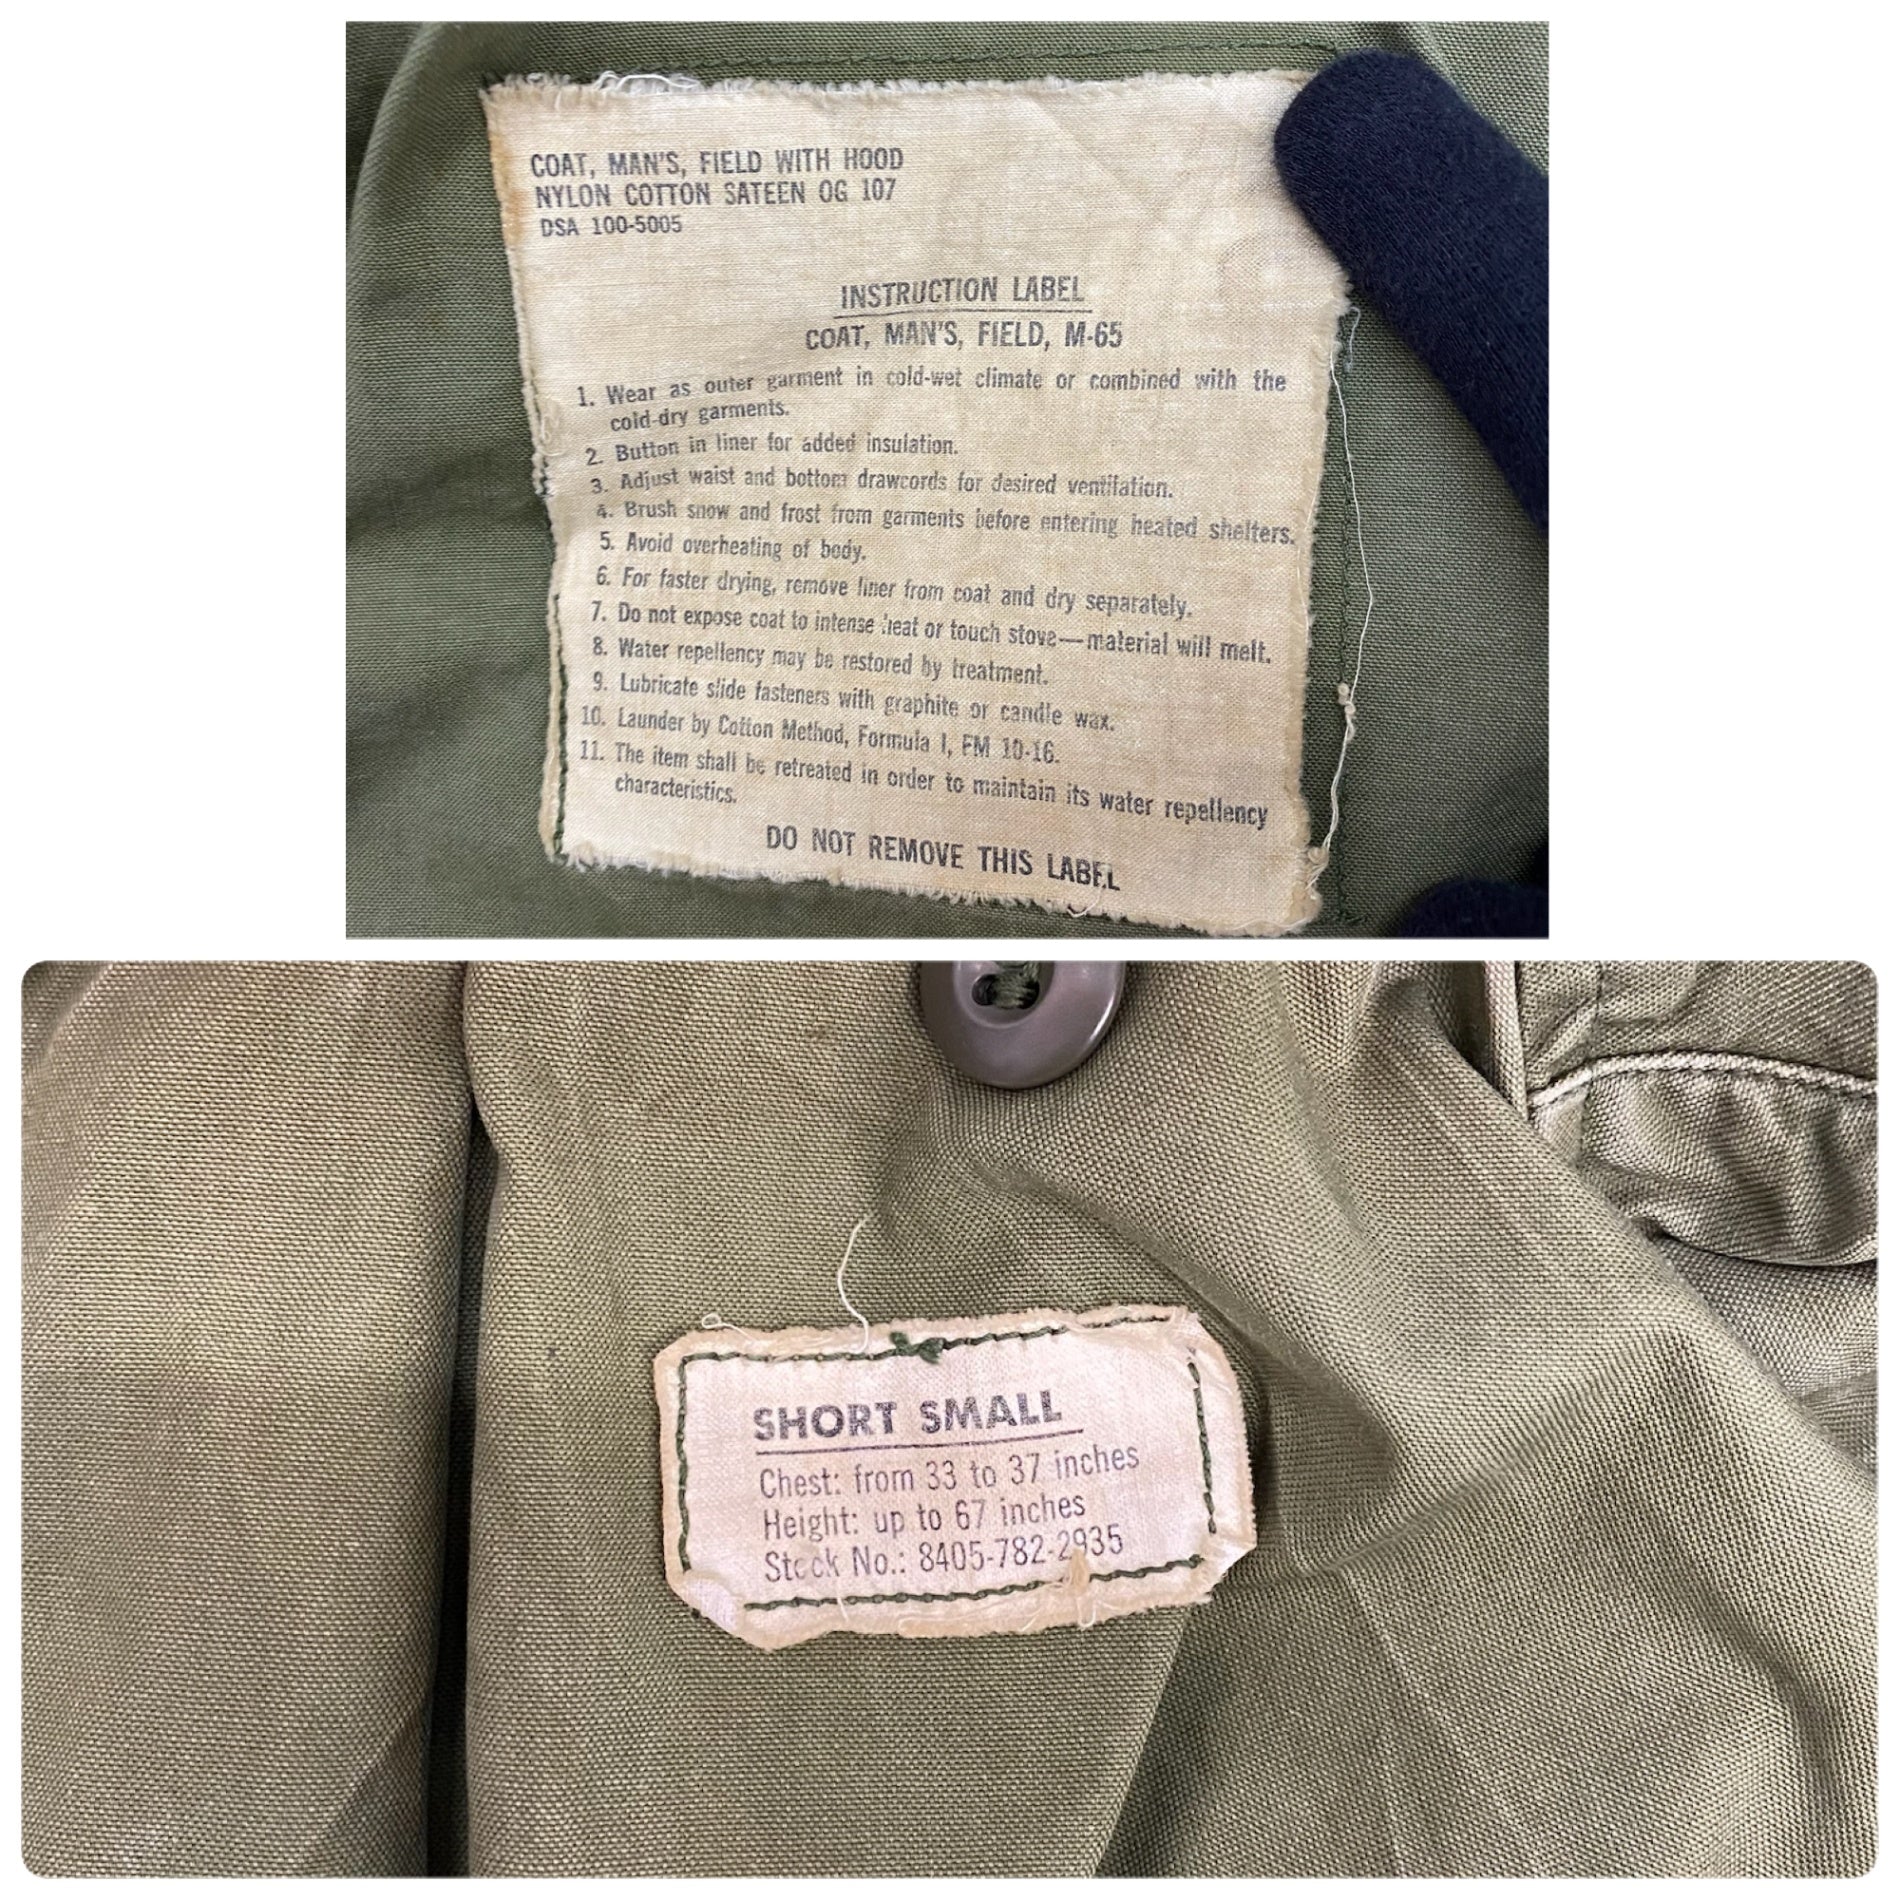 COAT, MAN'S, FIELD WITH HOOD
NYLON COTTON SATEEN OG 107
DSA 100-5005
INSTRUCTION LABEL
COAT, MAN'S, FIELD, M-65
1. Wear as outer garment in cold-wet climate or combined with the
cold-dry garments.
2. Button in liner for added insulation.
3. Adjust waist and bottom drawcords for desired ventilation.
4. Brush snow and frost from garments before entering heated shelters.
5. Avoid overheating of body.
6. For faster drying, remove liner from coat and dry separately.
7. Do not expose coat to intense heat or touch stove—material will melt.
8. Water repellency may be restored by treatment.
9. Lubricate slide fasteners with graphite or candle wax.
10. Launder by Cotton Method, Formula I, FM 10-16.
11. The item shall be retreated in order to maintain its water repellency
characteristics.
DO NOT REMOVE THIS LABEL
SHORT SMALL
Chest: from 33 to 37 inches
Height: up to 67 inches
Stock No.: 8405-782-2935